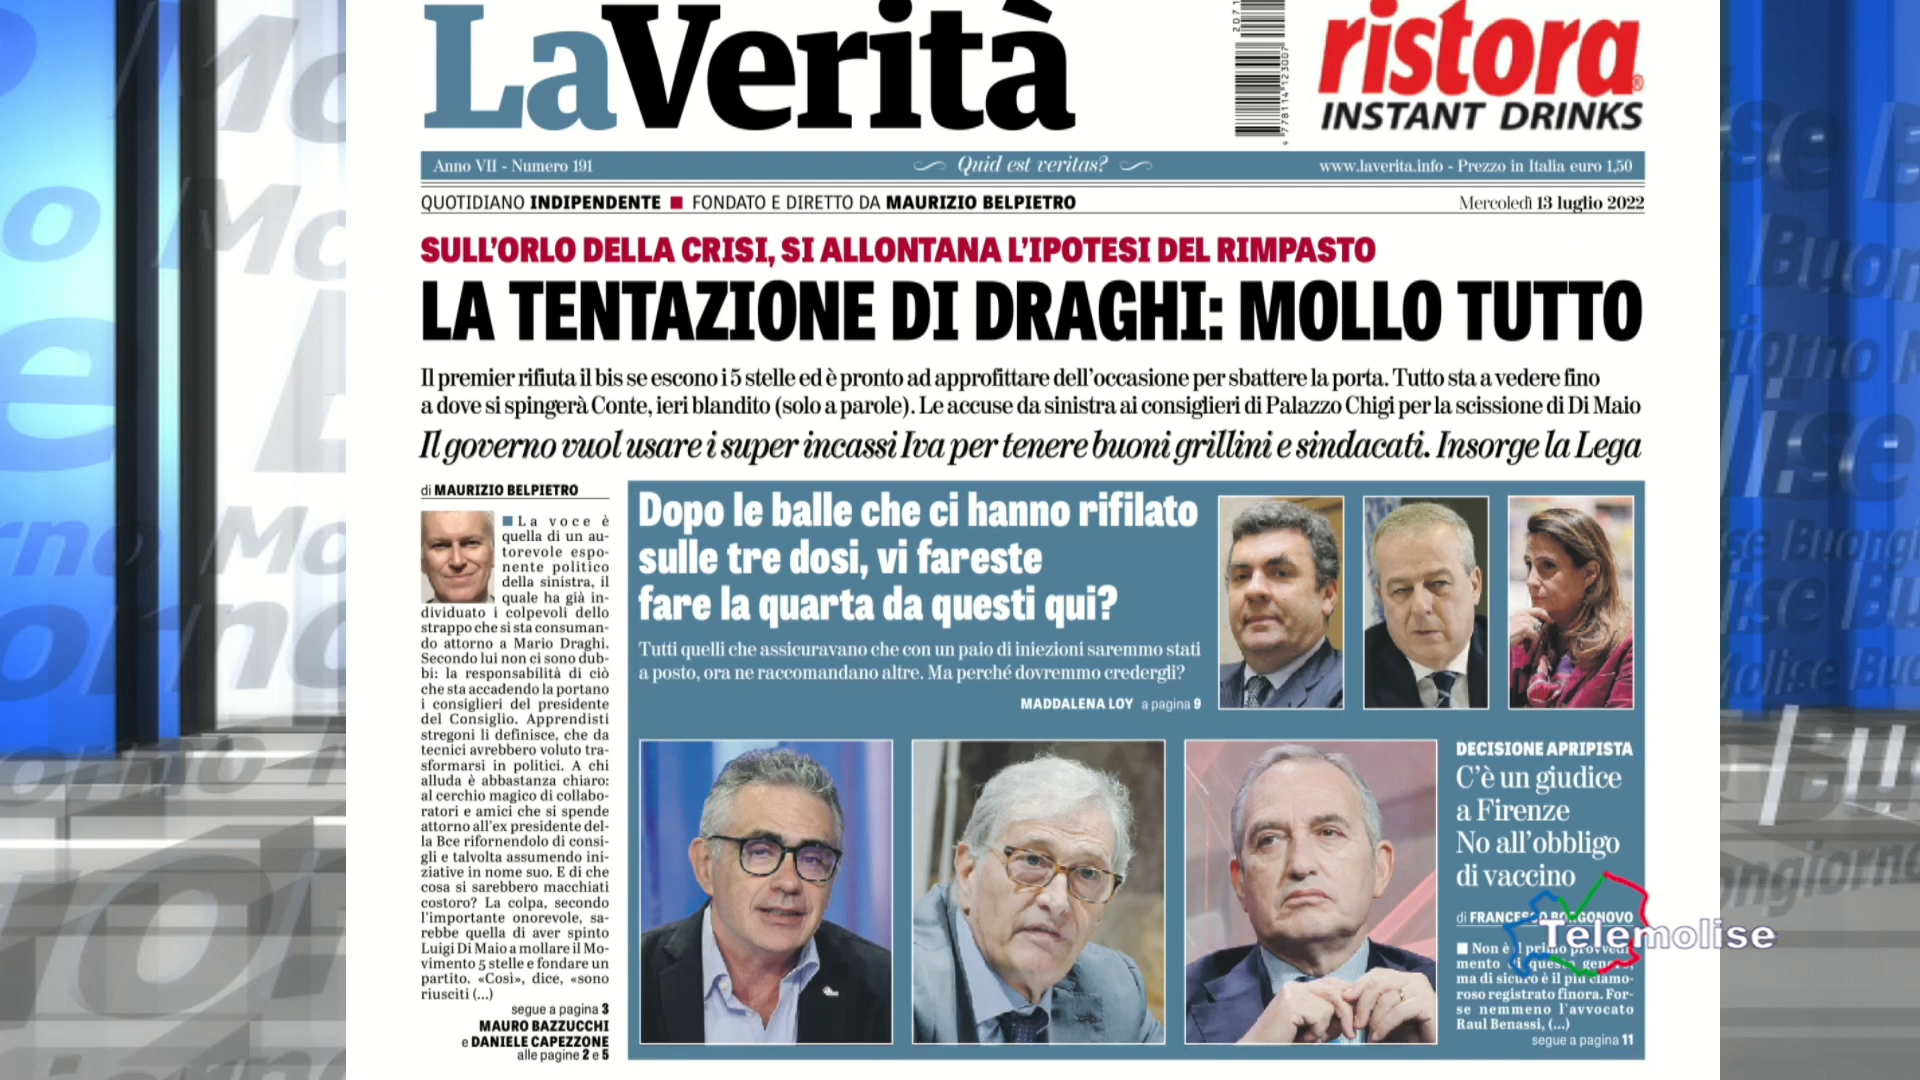 LaVerità
2071
9 778114 123007
ristora
INSTANT DRINKS
Anno VII - Numero 191
Quid est veritas?
www.laverita.info - Prezzo in Italia euro 1,50
QUOTIDIANO INDIPENDENTE ■ FONDATO E DIRETTO DA MAURIZIO BELPIETRO
Mercoledì 13 luglio 2022
SULL'ORLO DELLA CRISI, SI ALLONTANA L'IPOTESI DEL RIMPASTO
LA TENTAZIONE DI DRAGHI: MOLLO TUTTO
Il premier rifiuta il bis se escono i 5 stelle ed è pronto ad approfittare dell'occasione per sbattere la porta. Tutto sta a vedere fino
a dove si spingerà Conte, ieri blandito (solo a parole). Le accuse da sinistra ai consiglieri di Palazzo Chigi per la scissione di Di Maio
Il governo vuol usare i super incassi Iva per tenere buoni grillini e sindacati. Insorge la Lega
di MAURIZIO BELPIETRO
■ La voce è
quella di un au-
torevole espo-
nente politico
della sinistra, il
quale ha già in-
dividuato i colpevoli dello
strappo che si sta consuman-
do attorno a Mario Draghi.
Secondo lui non ci sono dub-
bi: la responsabilità di ciò
che sta accadendo la portano
i consiglieri del presidente
del Consiglio. Apprendisti
stregoni li definisce, che da
tecnici avrebbero voluto tra-
sformarsi in politici. A chi
alluda è abbastanza chiaro:
al cerchio magico di collabo-
ratori e amici che si spende
attorno all'ex presidente del-
la Bce rifornendolo di consi-
gli e talvolta assumendo ini-
ziative in nome suo. E di che
cosa si sarebbero macchiati
costoro? La colpa, secondo
l'importante onorevole, sa-
rebbe quella di aver spinto
Luigi Di Maio a mollare il Mo-
vimento 5 stelle e fondare un
partito. «Così», dice, «sono
riusciti (...)
segue a pagina 3
MAURO BAZZUCCHI
e DANIELE CAPEZZONE
alle pagine 2 e 5
Dopo le balle che ci hanno rifilato
sulle tre dosi, vi fareste
fare la quarta da questi qui?
Tutti quelli che assicuravano che con un paio di iniezioni saremmo stati
a posto, ora ne raccomandano altre. Ma perché dovremmo credergli?
MADDALENA LOY a pagina 9
DECISIONE APRIPISTA
C'è un giudice
a Firenze
No all'obbligo
di vaccino
di FRANCESCO BORGONOVO
■ Non è il primo provvedi-
mento di questo genere,
ma di sicuro è il più clamo-
roso registrato finora. For-
se nemmeno l'avvocato
Raul Benassi, (...)
segue a pagina 11
Telemolise